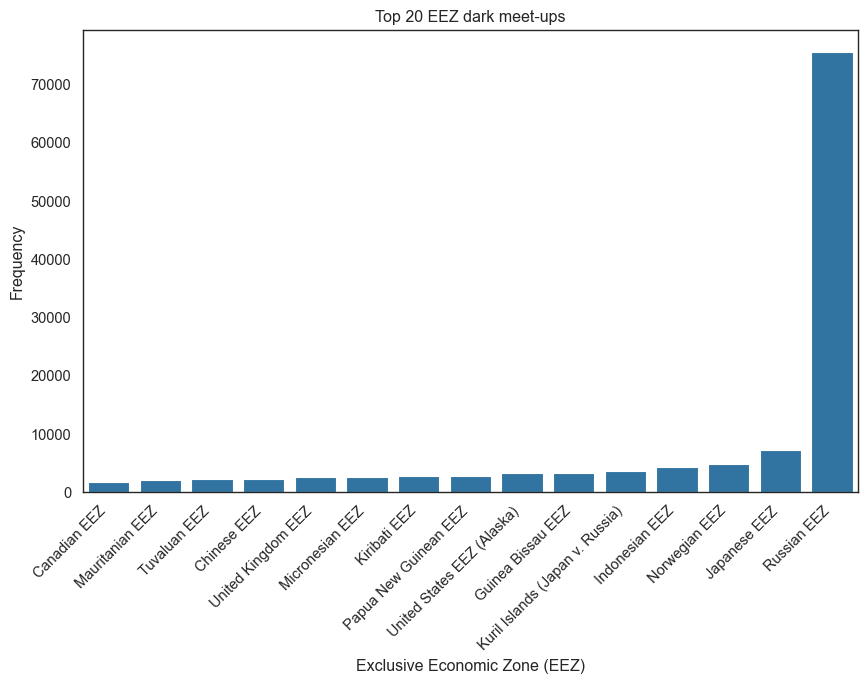 Top 20 EEZ dark meet-ups
Frequency
70000
60000
50000
40000
30000
20000
10000
0
Canadian EEZ
Mauritanian EEZ
Tuvaluan EEZ
Chinese EEZ
United Kingdom EEZ
Micronesian EEZ
Kiribati EEZ
Papua New Guinean EEZ
United States EEZ (Alaska)
Guinea Bissau EEZ
Kuril Islands (Japan v. Russia)
Indonesian EEZ
Norwegian EEZ
Japanese EEZ
Russian EEZ
Exclusive Economic Zone (EEZ)